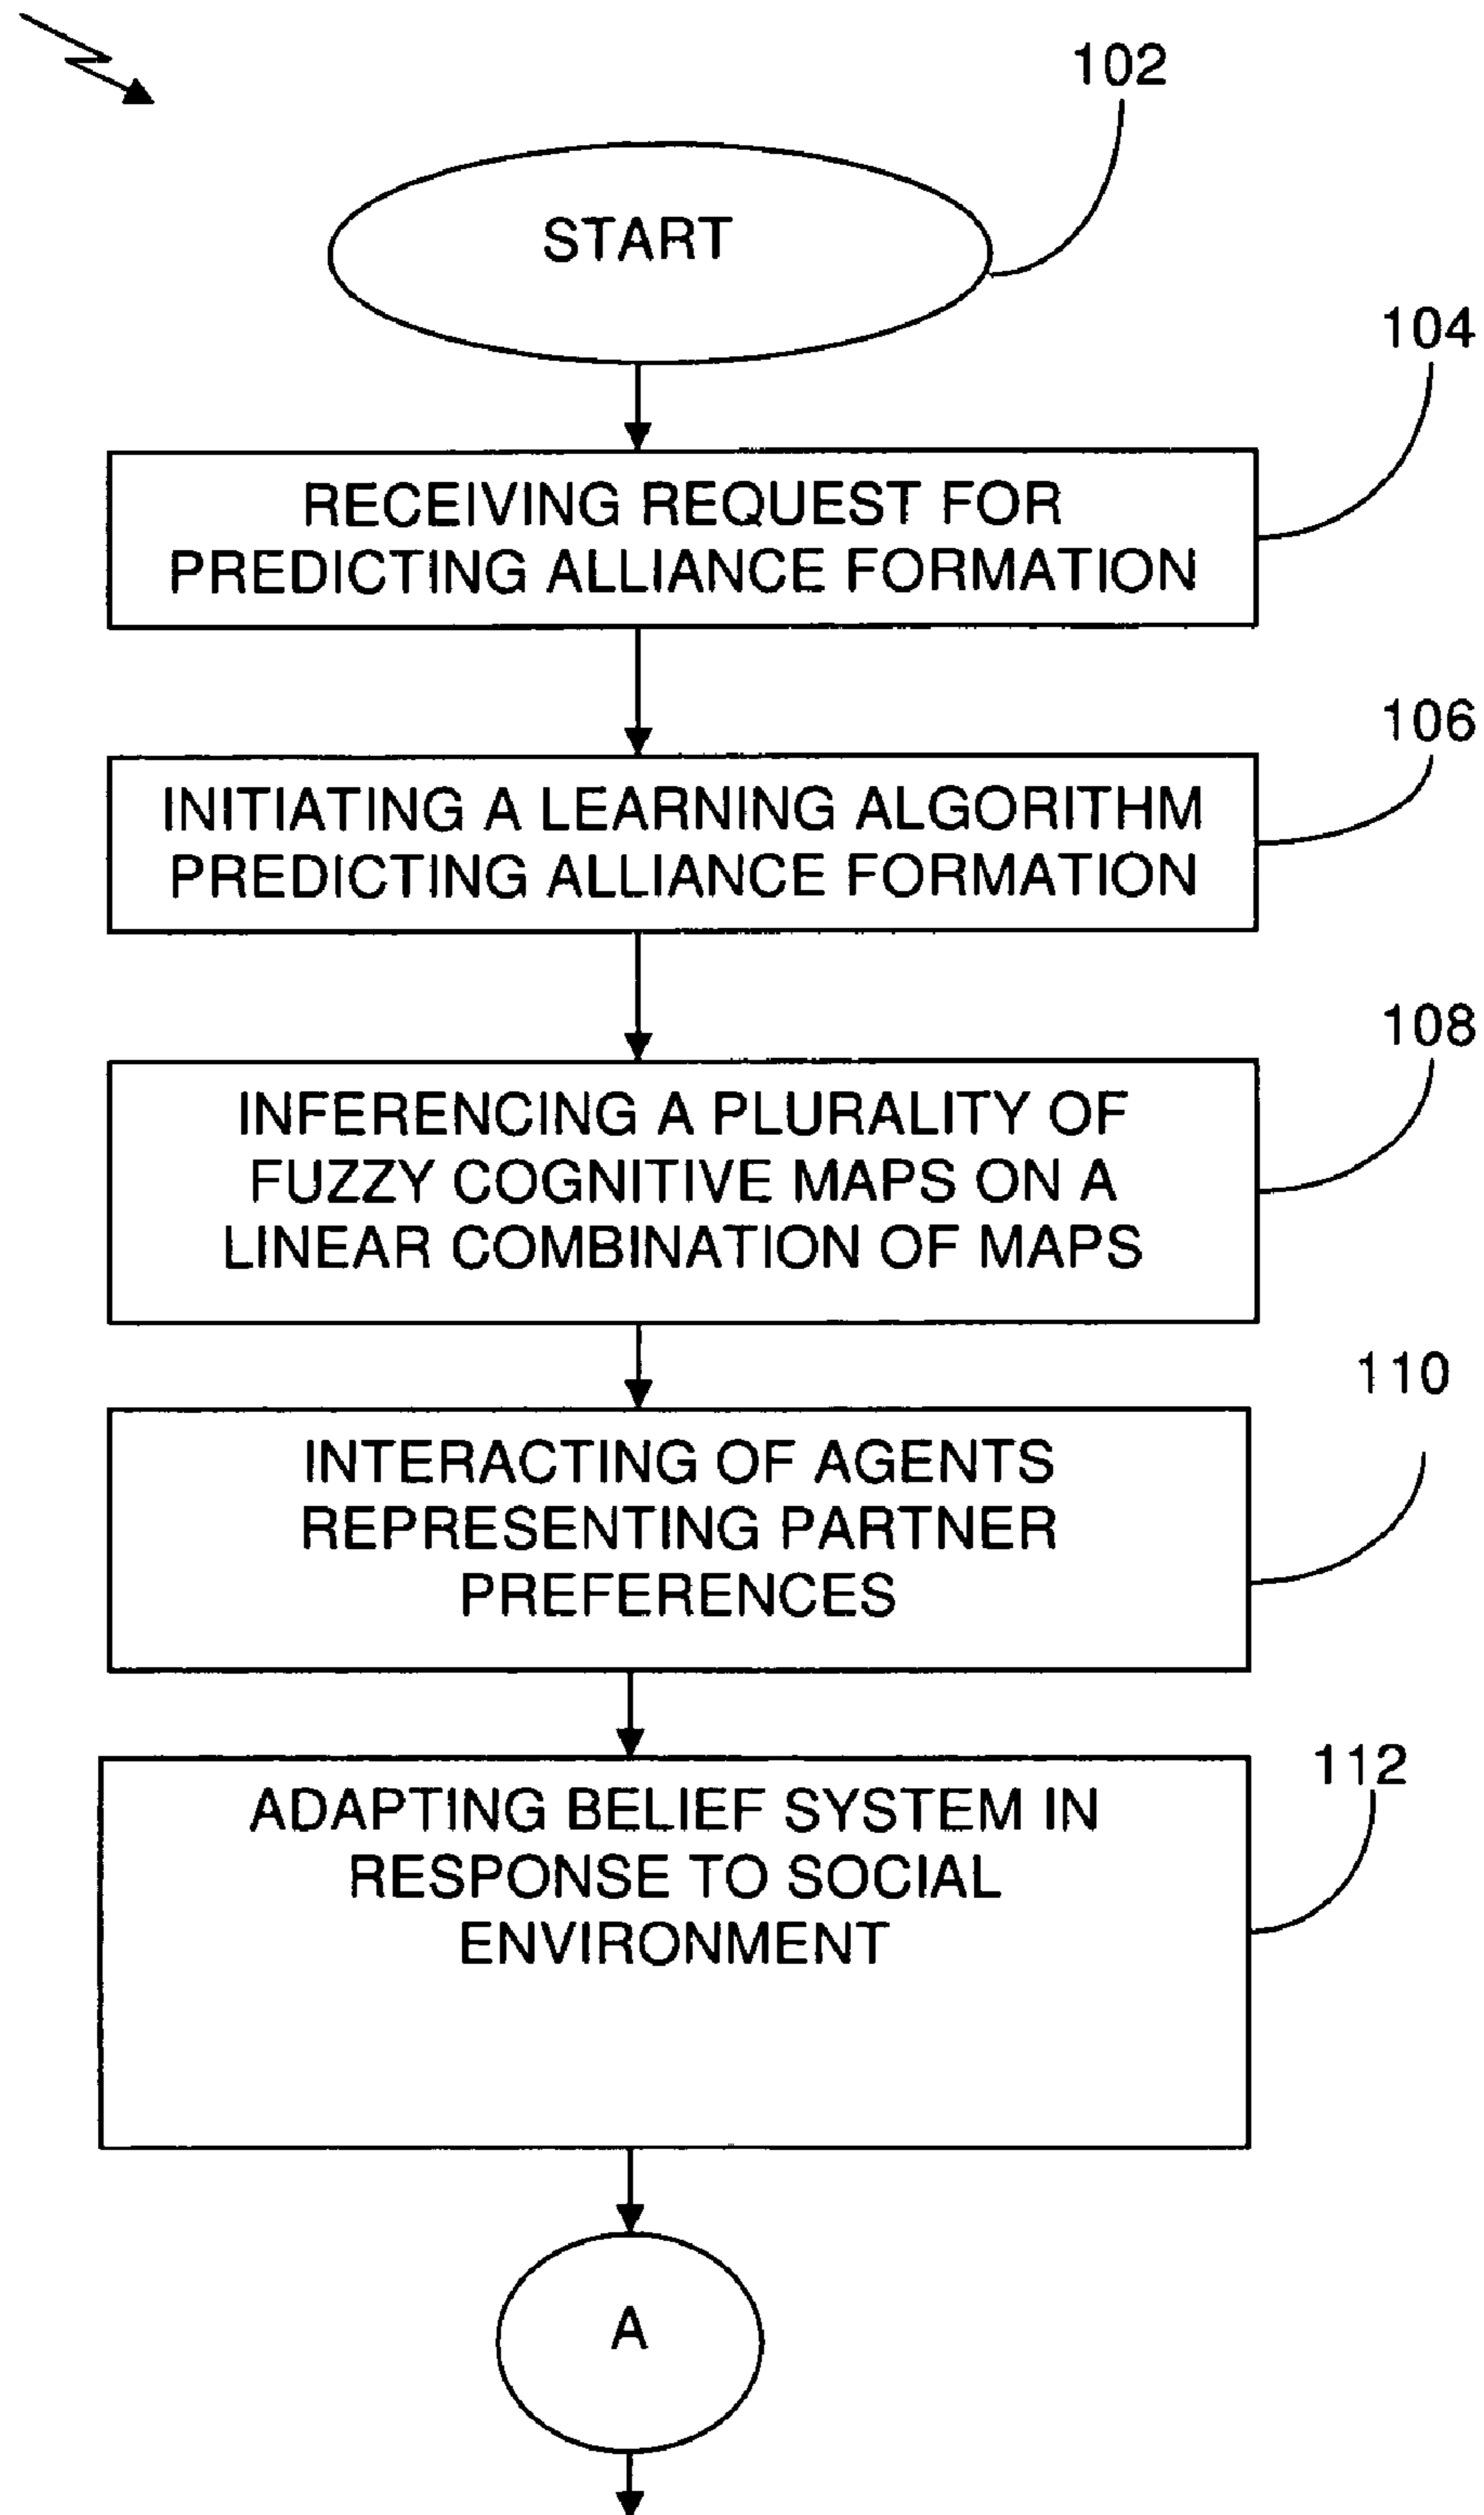 102
START
104
RECEIVING REQUEST FOR
PREDICTING ALLIANCE FORMATION
106
INITIATING A LEARNING ALGORITHM
PREDICTING ALLIANCE FORMATION
108
INFERENCING A PLURALITY OF
FUZZY COGNITIVE MAPS ON A
LINEAR COMBINATION OF MAPS
110
INTERACTING OF AGENTS
REPRESENTING PARTNER
PREFERENCES
112
ADAPTING BELIEF SYSTEM IN
RESPONSE TO SOCIAL
ENVIRONMENT
A